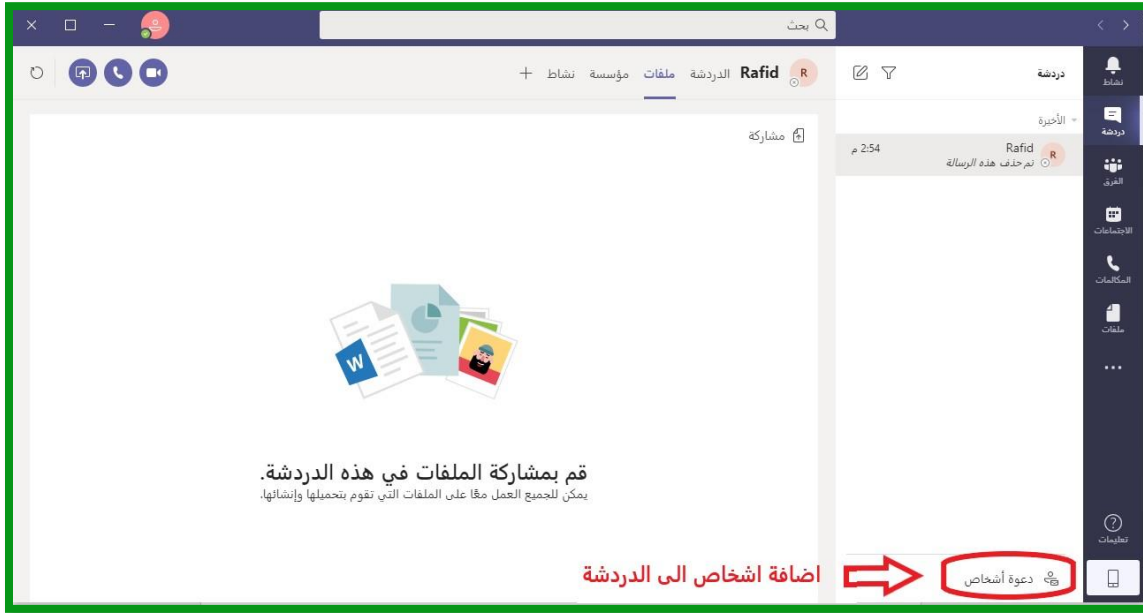 بحث
نشاط
دردشة
الفرق
الاجتماعات
المكالمات
ملفات
...
تعليمات
دردشة
الأخيرة
R Rafid 2:54 م
تم حذف هذه الرسالة
دعوة أشخاص
R Rafid الدردشة ملفات مؤسسة نشاط +
مشاركة
W
قم بمشاركة الملفات في هذه الدردشة.
يمكن للجميع العمل معًا على الملفات التي تقوم بتحميلها وإنشائها.
اضافة اشخاص الى الدردشة